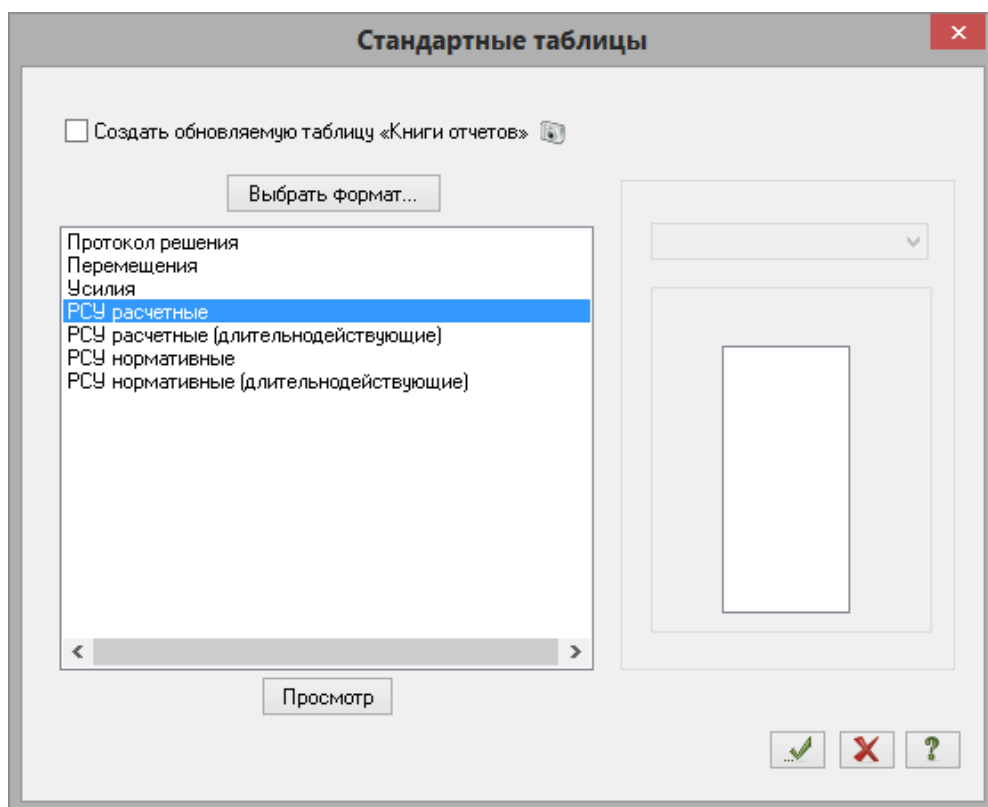 Стандартные таблицы
Создать обновляемую таблицу «Книги отчетов»
Выбрать формат...
Протокол решения
Перемещения
Усилия
РСУ расчетные
РСУ расчетные (длительнодействующие)
РСУ нормативные
РСУ нормативные (длительнодействующие)
Просмотр